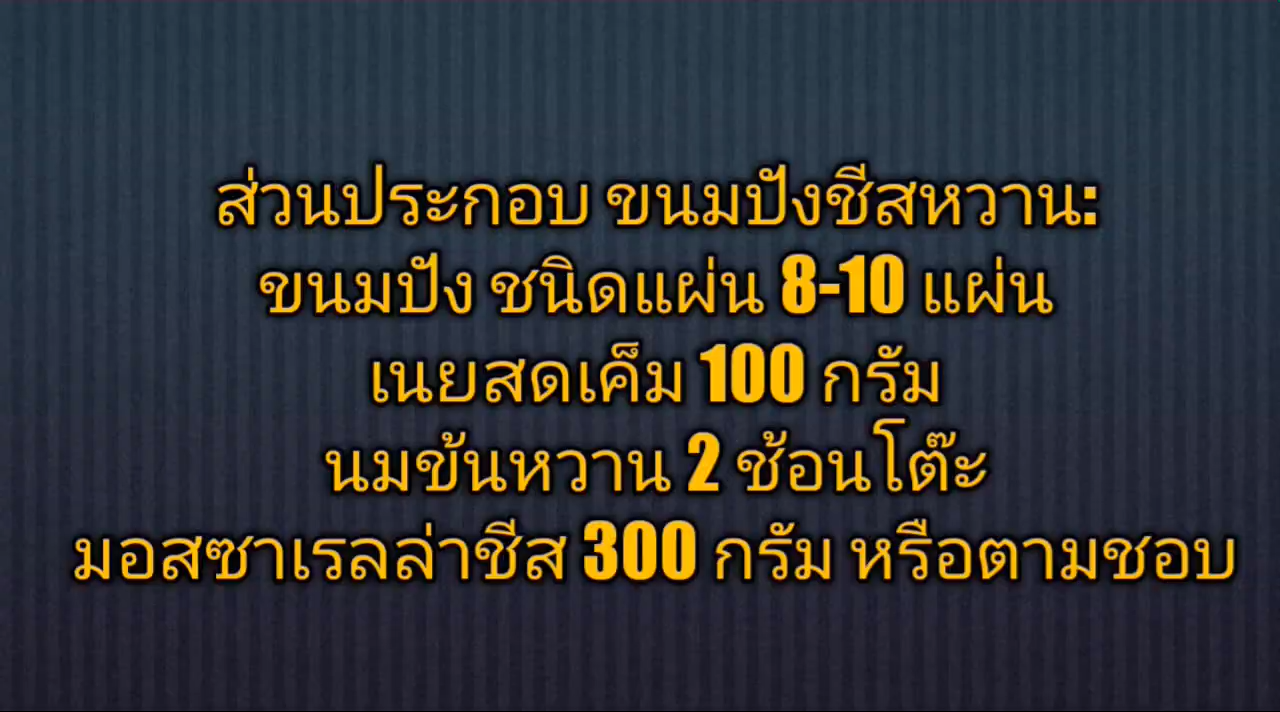 ส่วนประกอบ ขนมปังชีสหวาน:
ขนมปัง ชนิดแผ่น 8-10 แผ่น
เนยสดเค็ม 100 กรัม
นมข้นหวาน 2 ช้อนโต๊ะ
มอสซาเรลล่าชีส 300 กรัม หรือตามชอบ